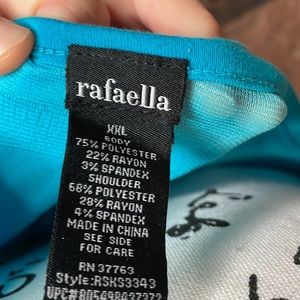 rafaella
XXL
BODY
75% POLYESTER
22% RAYON
3% SPANDEX
SHOULDER
68% POLYESTER
28% RAYON
4% SPANDEX
MADE IN CHINA
SEE SIDE
FOR CARE
RN 37763
Style:RSKS3343